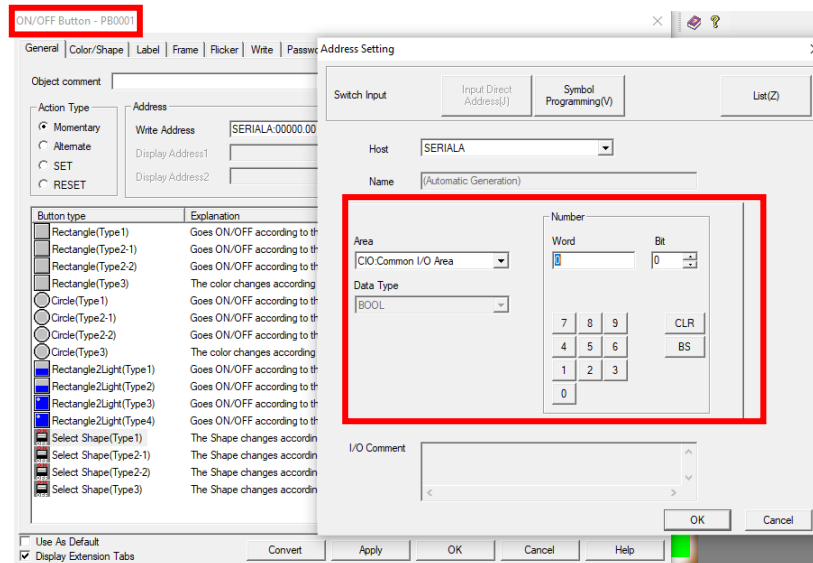 ON/OFF Button - PB0001
General Color/Shape Label Frame Flicker Write Passwo
Object comment
Action Type
Momentary
Alternate
SET
RESET
Address
Write Address SERIALA:00000.00
Display Address1
Display Address2
Button type Explanation
Rectangle(Type1) Goes ON/OFF according to th
Rectangle(Type2-1) Goes ON/OFF according to th
Rectangle(Type2-2) Goes ON/OFF according to th
Rectangle(Type3) The color changes according
Circle(Type1) Goes ON/OFF according to th
Circle(Type2-1) Goes ON/OFF according to th
Circle(Type2-2) Goes ON/OFF according to th
Circle(Type3) The color changes according
Rectangle2Light(Type1) Goes ON/OFF according to th
Rectangle2Light(Type2) Goes ON/OFF according to th
Rectangle2Light(Type3) Goes ON/OFF according to th
Rectangle2Light(Type4) Goes ON/OFF according to th
Select Shape(Type1) The Shape changes accordin
Select Shape(Type2-1) The Shape changes accordin
Select Shape(Type2-2) The Shape changes accordin
Select Shape(Type3) The Shape changes accordin
Use As Default
Display Extension Tabs
Convert Apply OK Cancel Help
Address Setting
Switch Input
Input Direct
Address(J)
Symbol
Programming(V)
List(Z)
Host SERIALA
Name (Automatic Generation)
Area
CIO:Common I/O Area
Data Type
BOOL
Number
Word Bit
0 0
7 8 9 CLR
4 5 6 BS
1 2 3
0
I/O Comment
OK Cancel